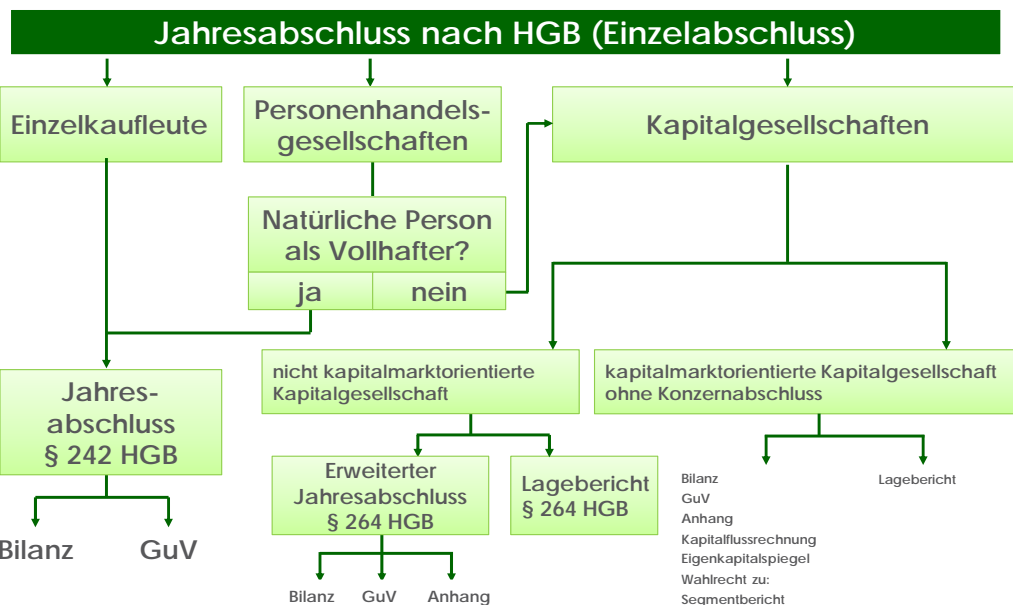 Jahresabschluss nach HGB (Einzelabschluss)
Einzelkaufleute
Personenhandels-
gesellschaften
Kapitalgesellschaften
Natürliche Person
als Vollhafter?
ja
nein
nicht kapitalmarktorientierte
Kapitalgesellschaft
kapitalmarktorientierte Kapitalgesellschaft
ohne Konzernabschluss
Jahres-
abschluss
§ 242 HGB
Bilanz
GuV
Erweiterter
Jahresabschluss
§ 264 HGB
Lagebericht
§ 264 HGB
Bilanz
GuV
Anhang
Bilanz
GuV
Anhang
Kapitalflussrechnung
Eigenkapitalspiegel
Wahlrecht zu:
Segmentbericht
Lagebericht